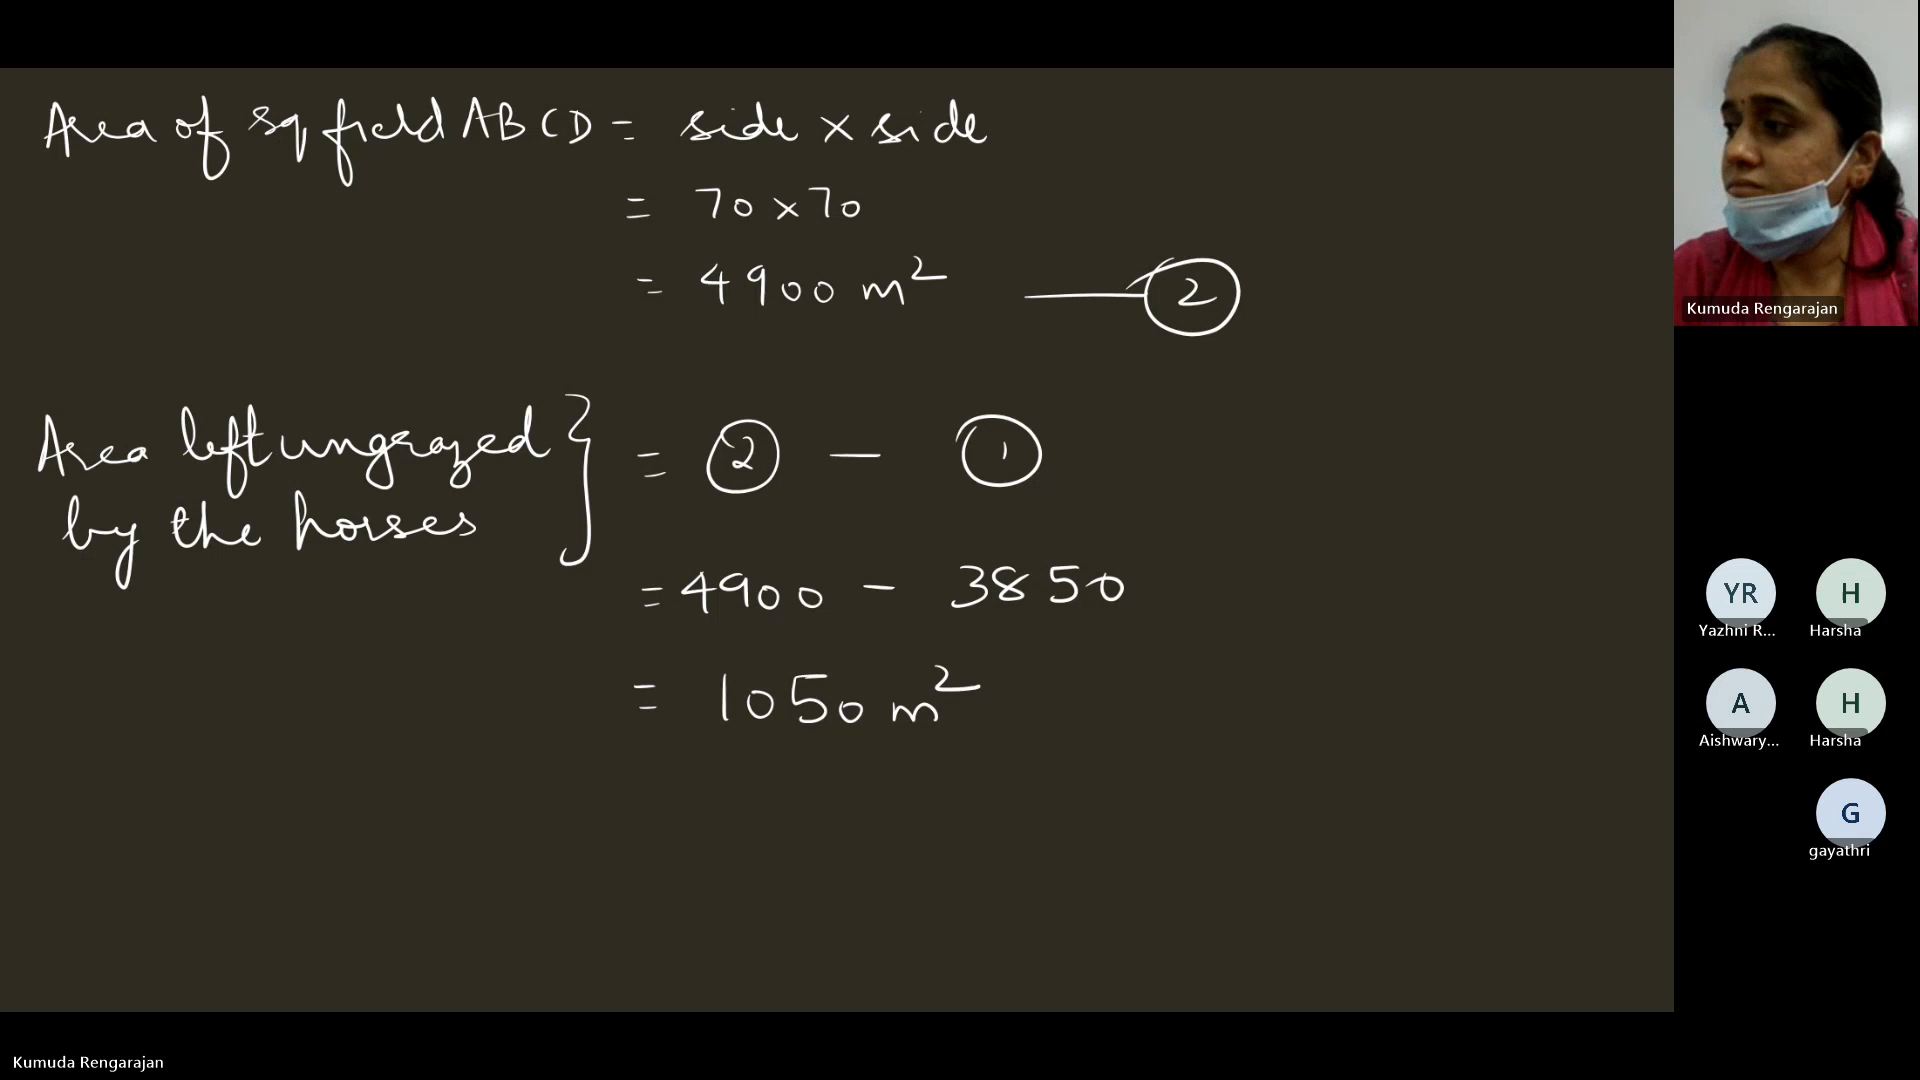 Area of sq field ABCD = side × side
= 70 × 70
= 4900 m² — ②
Area left ungrazed
by the horses } = ② – ①
= 4900 – 3850
= 1050 m²
Kumuda Rengarajan
YR
Yazhni R...
H
Harsha
A
Aishwary...
H
Harsha
G
gayathri
Kumuda Rengarajan